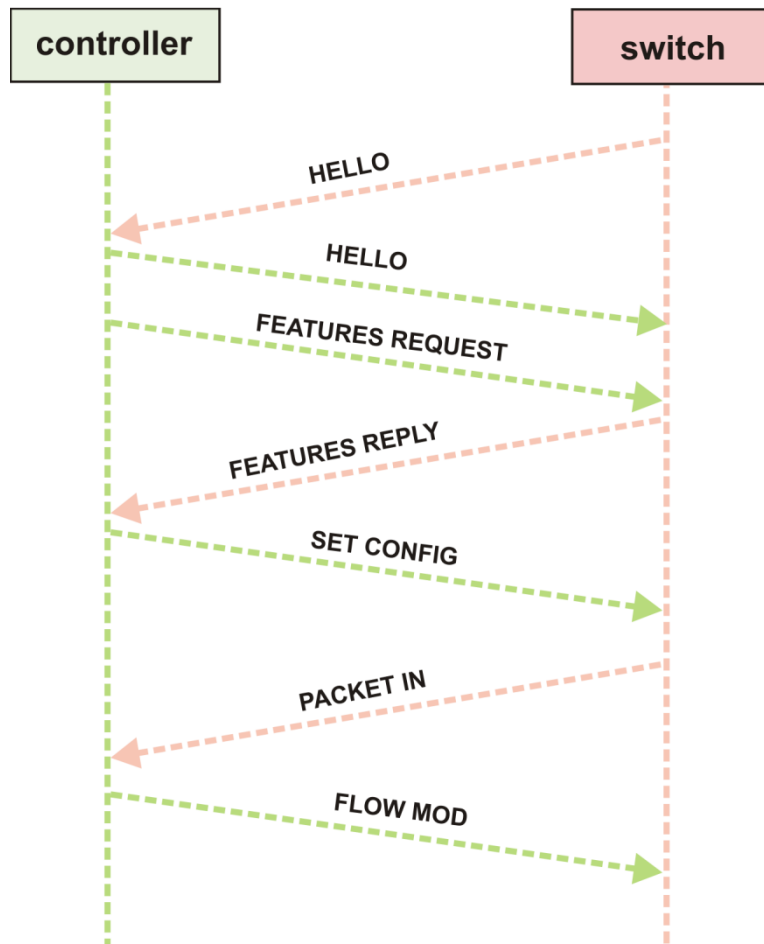 controller
switch
HELLO
HELLO
FEATURES REQUEST
FEATURES REPLY
SET CONFIG
PACKET IN
FLOW MOD